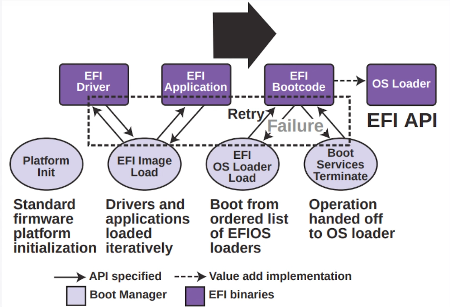 EFI
Driver
EFI
Application
EFI
Bootcode
OS Loader
EFI API
Retry
Failure
Platform
Init
EFI Image
Load
EFI
OS Loader
Load
Boot
Services
Terminate
Standard
firmware
platform
initialization
Drivers and
applications
loaded
iteratively
Boot from
ordered list
of EFIOS
loaders
Operation
handed off
to OS loader
API specified
Value add implementation
Boot Manager
EFI binaries